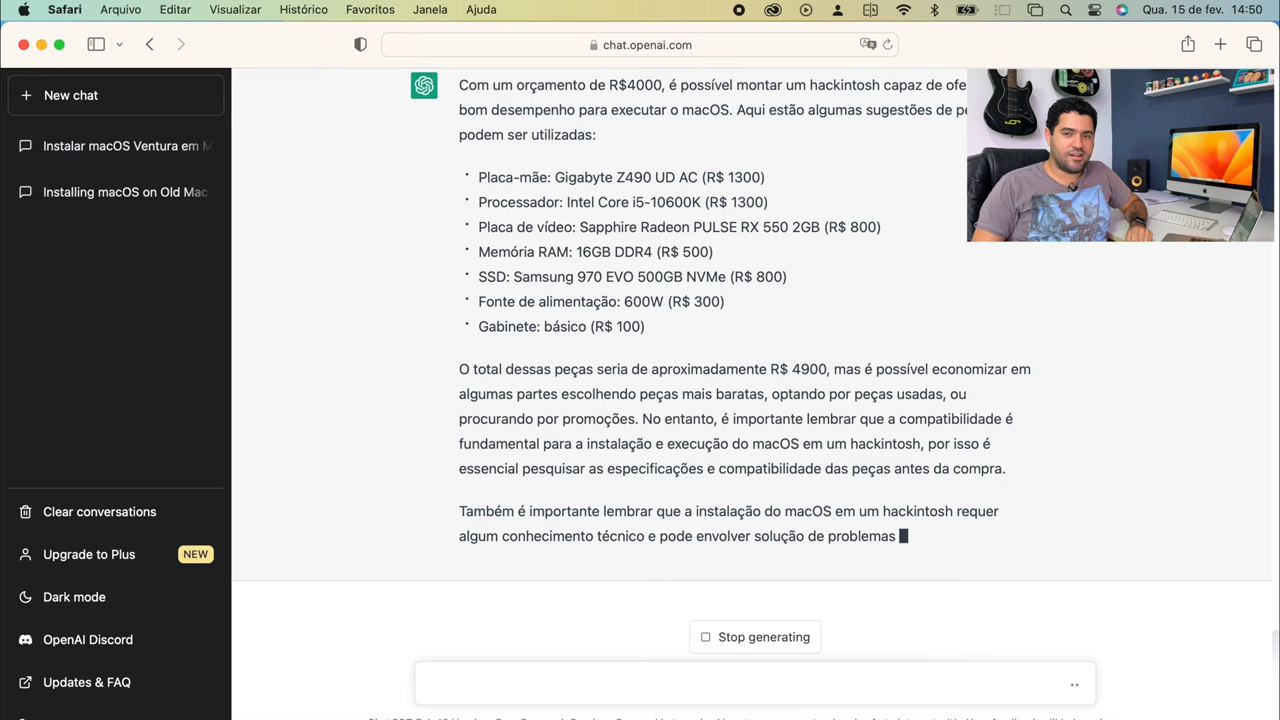 Safari Arquivo Editar Visualizar Histórico Favoritos Janela Ajuda Qua. 15 de fev. 14:50
chat.openai.com
New chat
Instalar macOS Ventura em M
Installing macOS on Old Mac
Clear conversations
Upgrade to Plus NEW
Dark mode
OpenAI Discord
Updates & FAQ
Com um orçamento de R$4000, é possível montar um hackintosh capaz de ofe
bom desempenho para executar o macOS. Aqui estão algumas sugestões de pe
podem ser utilizadas:
• Placa-mãe: Gigabyte Z490 UD AC (R$ 1300)
• Processador: Intel Core i5-10600K (R$ 1300)
• Placa de vídeo: Sapphire Radeon PULSE RX 550 2GB (R$ 800)
• Memória RAM: 16GB DDR4 (R$ 500)
• SSD: Samsung 970 EVO 500GB NVMe (R$ 800)
• Fonte de alimentação: 600W (R$ 300)
• Gabinete: básico (R$ 100)
O total dessas peças seria de aproximadamente R$ 4900, mas é possível economizar em
algumas partes escolhendo peças mais baratas, optando por peças usadas, ou
procurando por promoções. No entanto, é importante lembrar que a compatibilidade é
fundamental para a instalação e execução do macOS em um hackintosh, por isso é
essencial pesquisar as especificações e compatibilidade das peças antes da compra.
Também é importante lembrar que a instalação do macOS em um hackintosh requer
algum conhecimento técnico e pode envolver solução de problemas
Stop generating